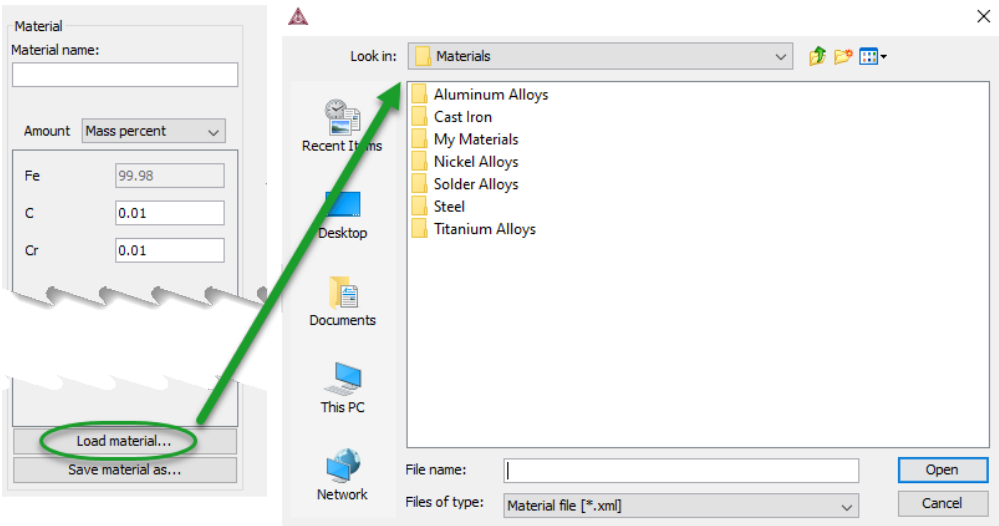 Material
Material name:
Amount Mass percent
Fe 99.98
C 0.01
Cr 0.01
Load material...
Save material as...
Look in: Materials
Recent Items
Desktop
Documents
This PC
Network
Aluminum Alloys
Cast Iron
My Materials
Nickel Alloys
Solder Alloys
Steel
Titanium Alloys
File name:
Open
Files of type: Material file [*.xml]
Cancel